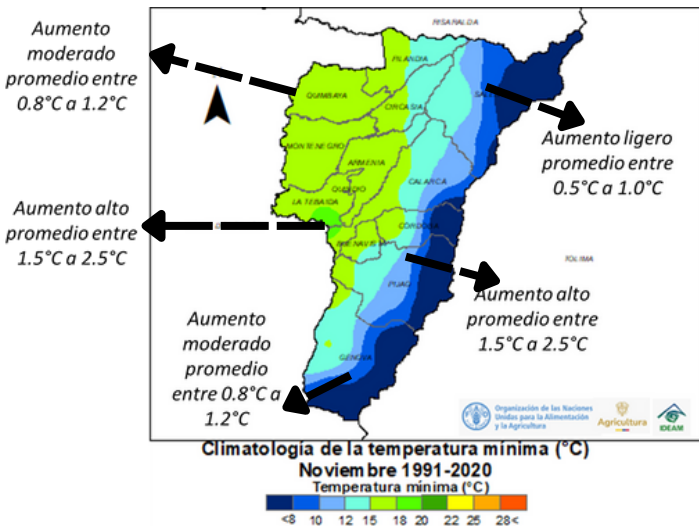 RISARALDA
Aumento
moderado
promedio entre
0.8°C a 1.2°C
FILANDIA
QUIMBAYA
CIRCASIA
Aumento ligero
promedio entre
0.5°C a 1.0°C
MONTENEGRO
ARMENIA
CALARCA
QUINDIO
LA TEBAIDA
Aumento alto
promedio entre
1.5°C a 2.5°C
CORDOBA
BUENAVISTA
TOLIMA
PIJAO
Aumento alto
promedio entre
1.5°C a 2.5°C
Aumento
moderado
promedio
entre 0.8°C a
1.2°C
GENOVA
Organización de las Naciones
Unidas para la Alimentación
y la Agricultura
Agricultura
IDEAM
Climatología de la temperatura mínima (°C)
Noviembre 1991-2020
Temperatura mínima (°C)
<8 10 12 15 18 20 22 25 28<